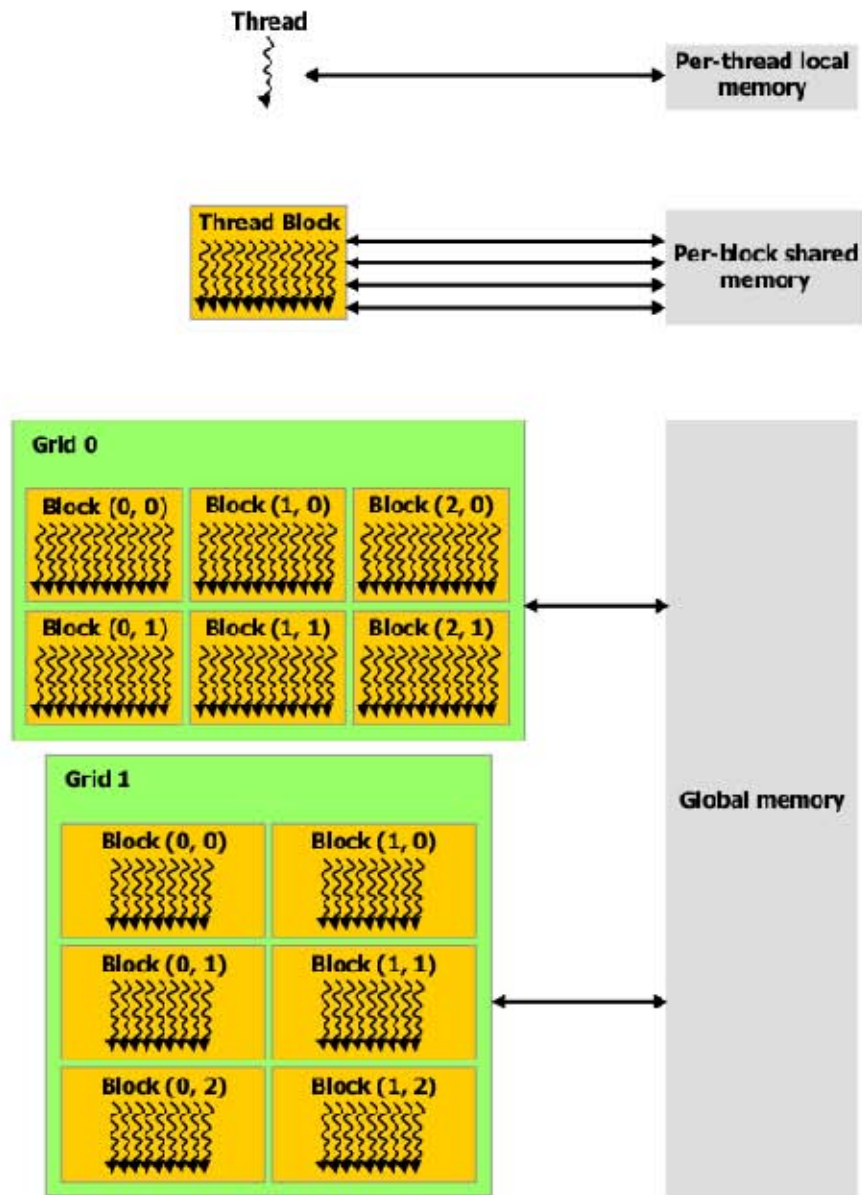 Thread
Per-thread local
memory
Thread Block
Per-block shared
memory
Grid 0
Block (0, 0)
Block (1, 0)
Block (2, 0)
Block (0, 1)
Block (1, 1)
Block (2, 1)
Grid 1
Global memory
Block (0, 0)
Block (1, 0)
Block (0, 1)
Block (1, 1)
Block (0, 2)
Block (1, 2)